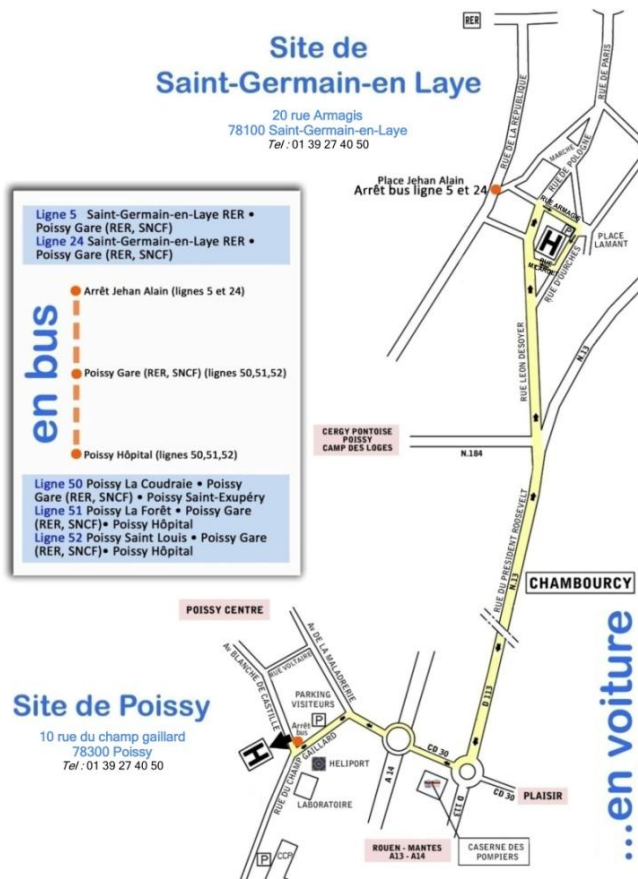 RER
Site de
Saint-Germain-en Laye
20 rue Armagis
78100 Saint-Germain-en-Laye
Tel : 01 39 27 40 50
RUE DE LA REPUBLIQUE
RUE DE PARIS
MARCHE
RUE DE POLOGNE
Place Jehan Alain
Arrêt bus ligne 5 et 24
RUE ARMAGIS
P
H
PLACE
LAMANT
RUE D'OURCHES
RUE LEON DESOYER
N.13
en bus
Ligne 5 Saint-Germain-en-Laye RER •
Poissy Gare (RER, SNCF)
Ligne 24 Saint-Germain-en-Laye RER •
Poissy Gare (RER, SNCF)
Arrêt Jehan Alain (lignes 5 et 24)
Poissy Gare (RER, SNCF) (lignes 50,51,52)
Poissy Hôpital (lignes 50,51,52)
Ligne 50 Poissy La Coudraie • Poissy
Gare (RER, SNCF) • Poissy Saint-Exupéry
Ligne 51 Poissy La Forêt • Poissy Gare
(RER, SNCF)• Poissy Hôpital
Ligne 52 Poissy Saint Louis • Poissy Gare
(RER, SNCF)• Poissy Hôpital
CERGY PONTOISE
POISSY
CAMP DES LOGES
N.184
RUE DU PRESIDENT ROOSEVELT
N.13
CHAMBOURCY
...en voiture
D 113
POISSY CENTRE
AV BLANCHE DE CASTILLE
RUE VOLTAIRE
AV DE LA MALADRERIE
PARKING
VISITEURS
P
Site de Poissy
10 rue du champ gaillard
78300 Poissy
Tel : 01 39 27 40 50
H
Arrêt
bus
RUE DU CHAMP GAILLARD
HELIPORT
LABORATOIRE
A 14
CD 30
CD 30
PLAISIR
D 113
ROUEN - MANTES
A13 - A14
CASERNE DES
POMPIERS
P
CCP